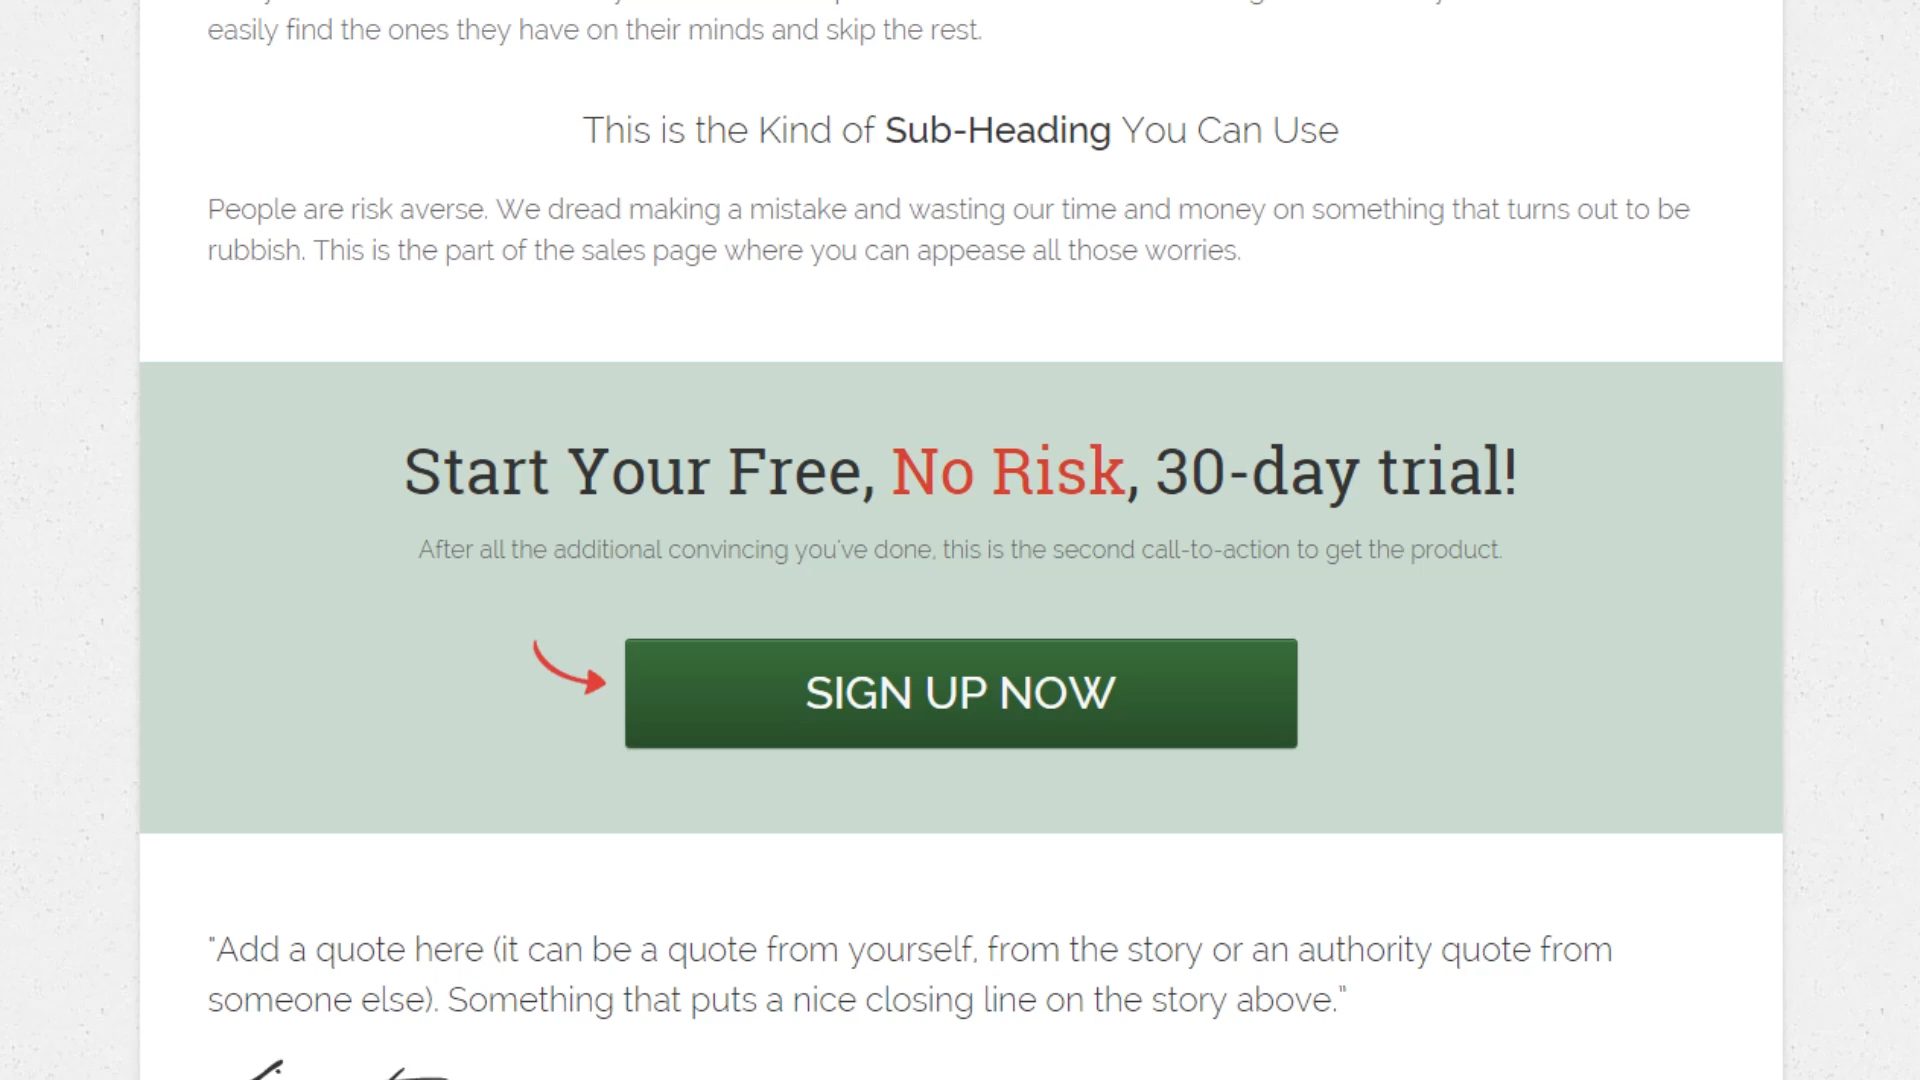 easily find the ones they have on their minds and skip the rest.
This is the Kind of Sub-Heading You Can Use
People are risk averse. We dread making a mistake and wasting our time and money on something that turns out to be
rubbish. This is the part of the sales page where you can appease all those worries.
Start Your Free, No Risk, 30-day trial!
After all the additional convincing you've done, this is the second call-to-action to get the product.
SIGN UP NOW
"Add a quote here (it can be a quote from yourself, from the story or an authority quote from
someone else). Something that puts a nice closing line on the story above."